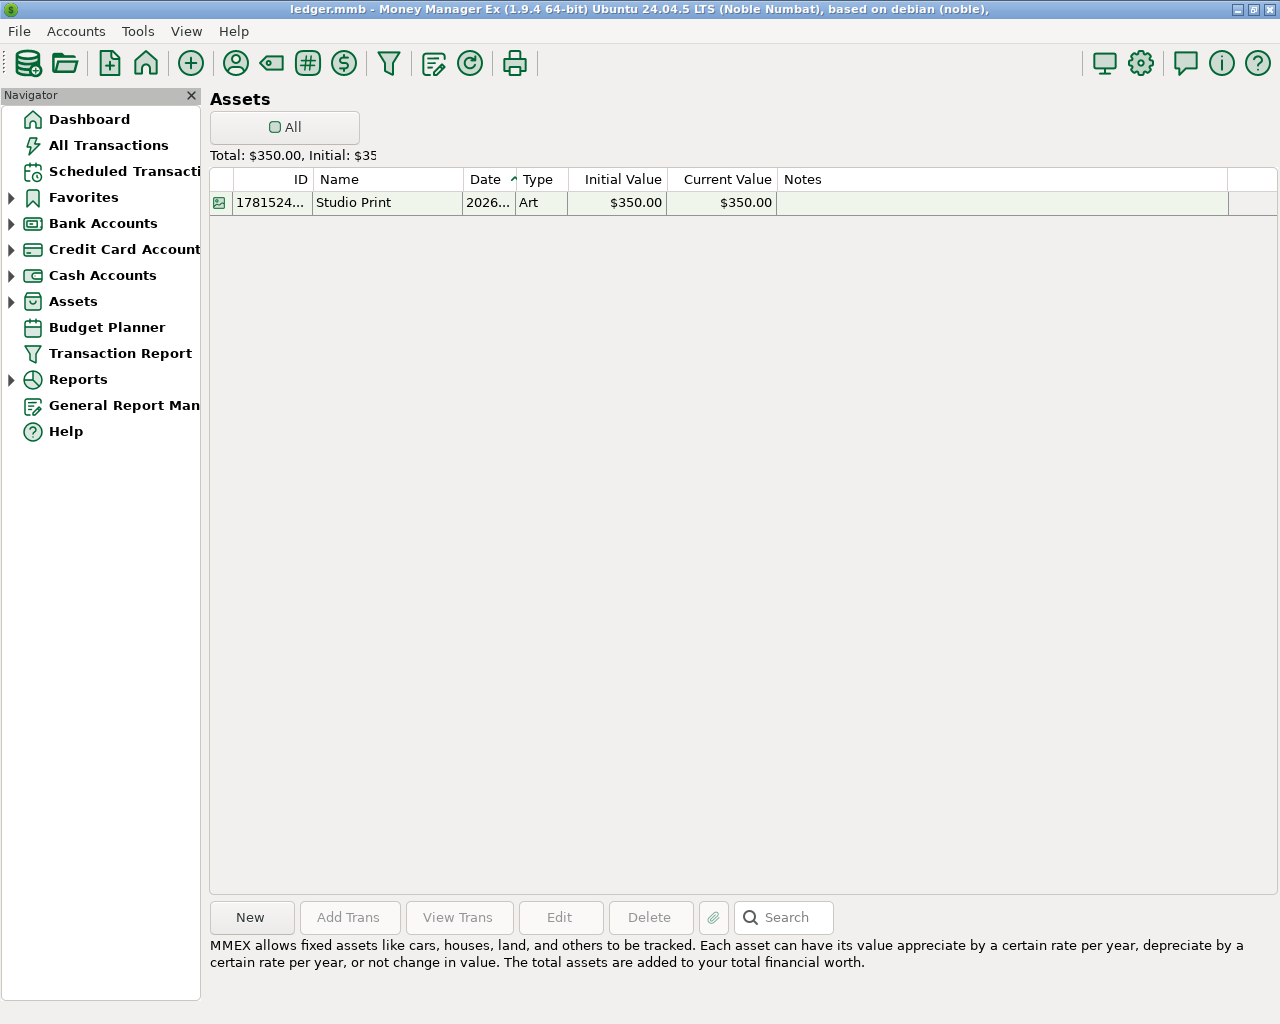 ledger.mmb - Money Manager Ex (1.9.4 64-bit) Ubuntu 24.04.5 LTS (Noble Numbat), based on debian (noble),
File Accounts Tools View Help
Navigator
Dashboard
All Transactions
Scheduled Transacti
Favorites
Bank Accounts
Credit Card Account
Cash Accounts
Assets
Budget Planner
Transaction Report
Reports
General Report Man
Help
Assets
All
Total: $350.00, Initial: $35
ID Name Date Type Initial Value Current Value Notes
1781524... Studio Print 2026... Art $350.00 $350.00
New Add Trans View Trans Edit Delete Search
MMEX allows fixed assets like cars, houses, land, and others to be tracked. Each asset can have its value appreciate by a certain rate per year, depreciate by a
certain rate per year, or not change in value. The total assets are added to your total financial worth.